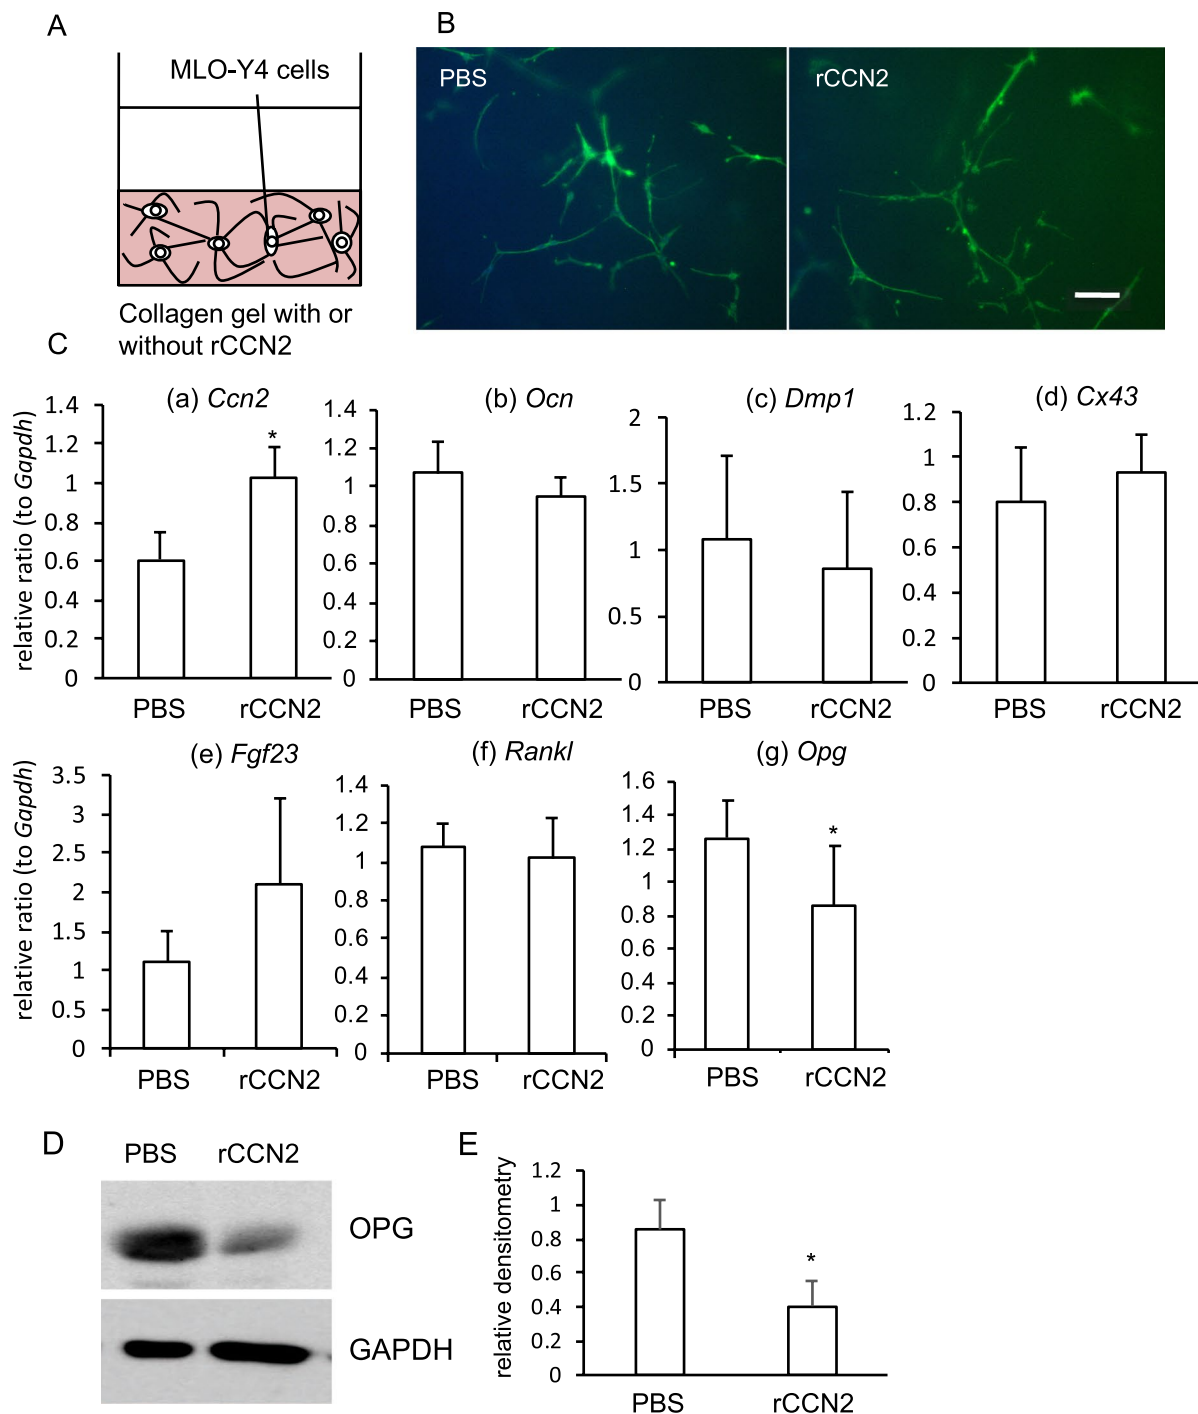 A
MLO-Y4 cells
Collagen gel with or
without rCCN2
B
PBS
rCCN2
C
(a) Ccn2
relative ratio (to Gapdh)
1.4
1.2
1
0.8
0.6
0.4
0.2
0
*
PBS
rCCN2
(b) Ocn
1.4
1.2
1
0.8
0.6
0.4
0.2
0
PBS
rCCN2
(c) Dmp1
2
1.5
1
0.5
0
PBS
rCCN2
(d) Cx43
1.2
1
0.8
0.6
0.4
0.2
0
PBS
rCCN2
(e) Fgf23
relative ratio (to Gapdh)
3.5
3
2.5
2
1.5
1
0.5
0
PBS
rCCN2
(f) Rankl
1.4
1.2
1
0.8
0.6
0.4
0.2
0
PBS
rCCN2
(g) Opg
1.6
1.4
1.2
1
0.8
0.6
0.4
0.2
0
*
PBS
rCCN2
D
PBS
rCCN2
OPG
GAPDH
E
relative densitometry
1.2
1
0.8
0.6
0.4
0.2
0
*
PBS
rCCN2